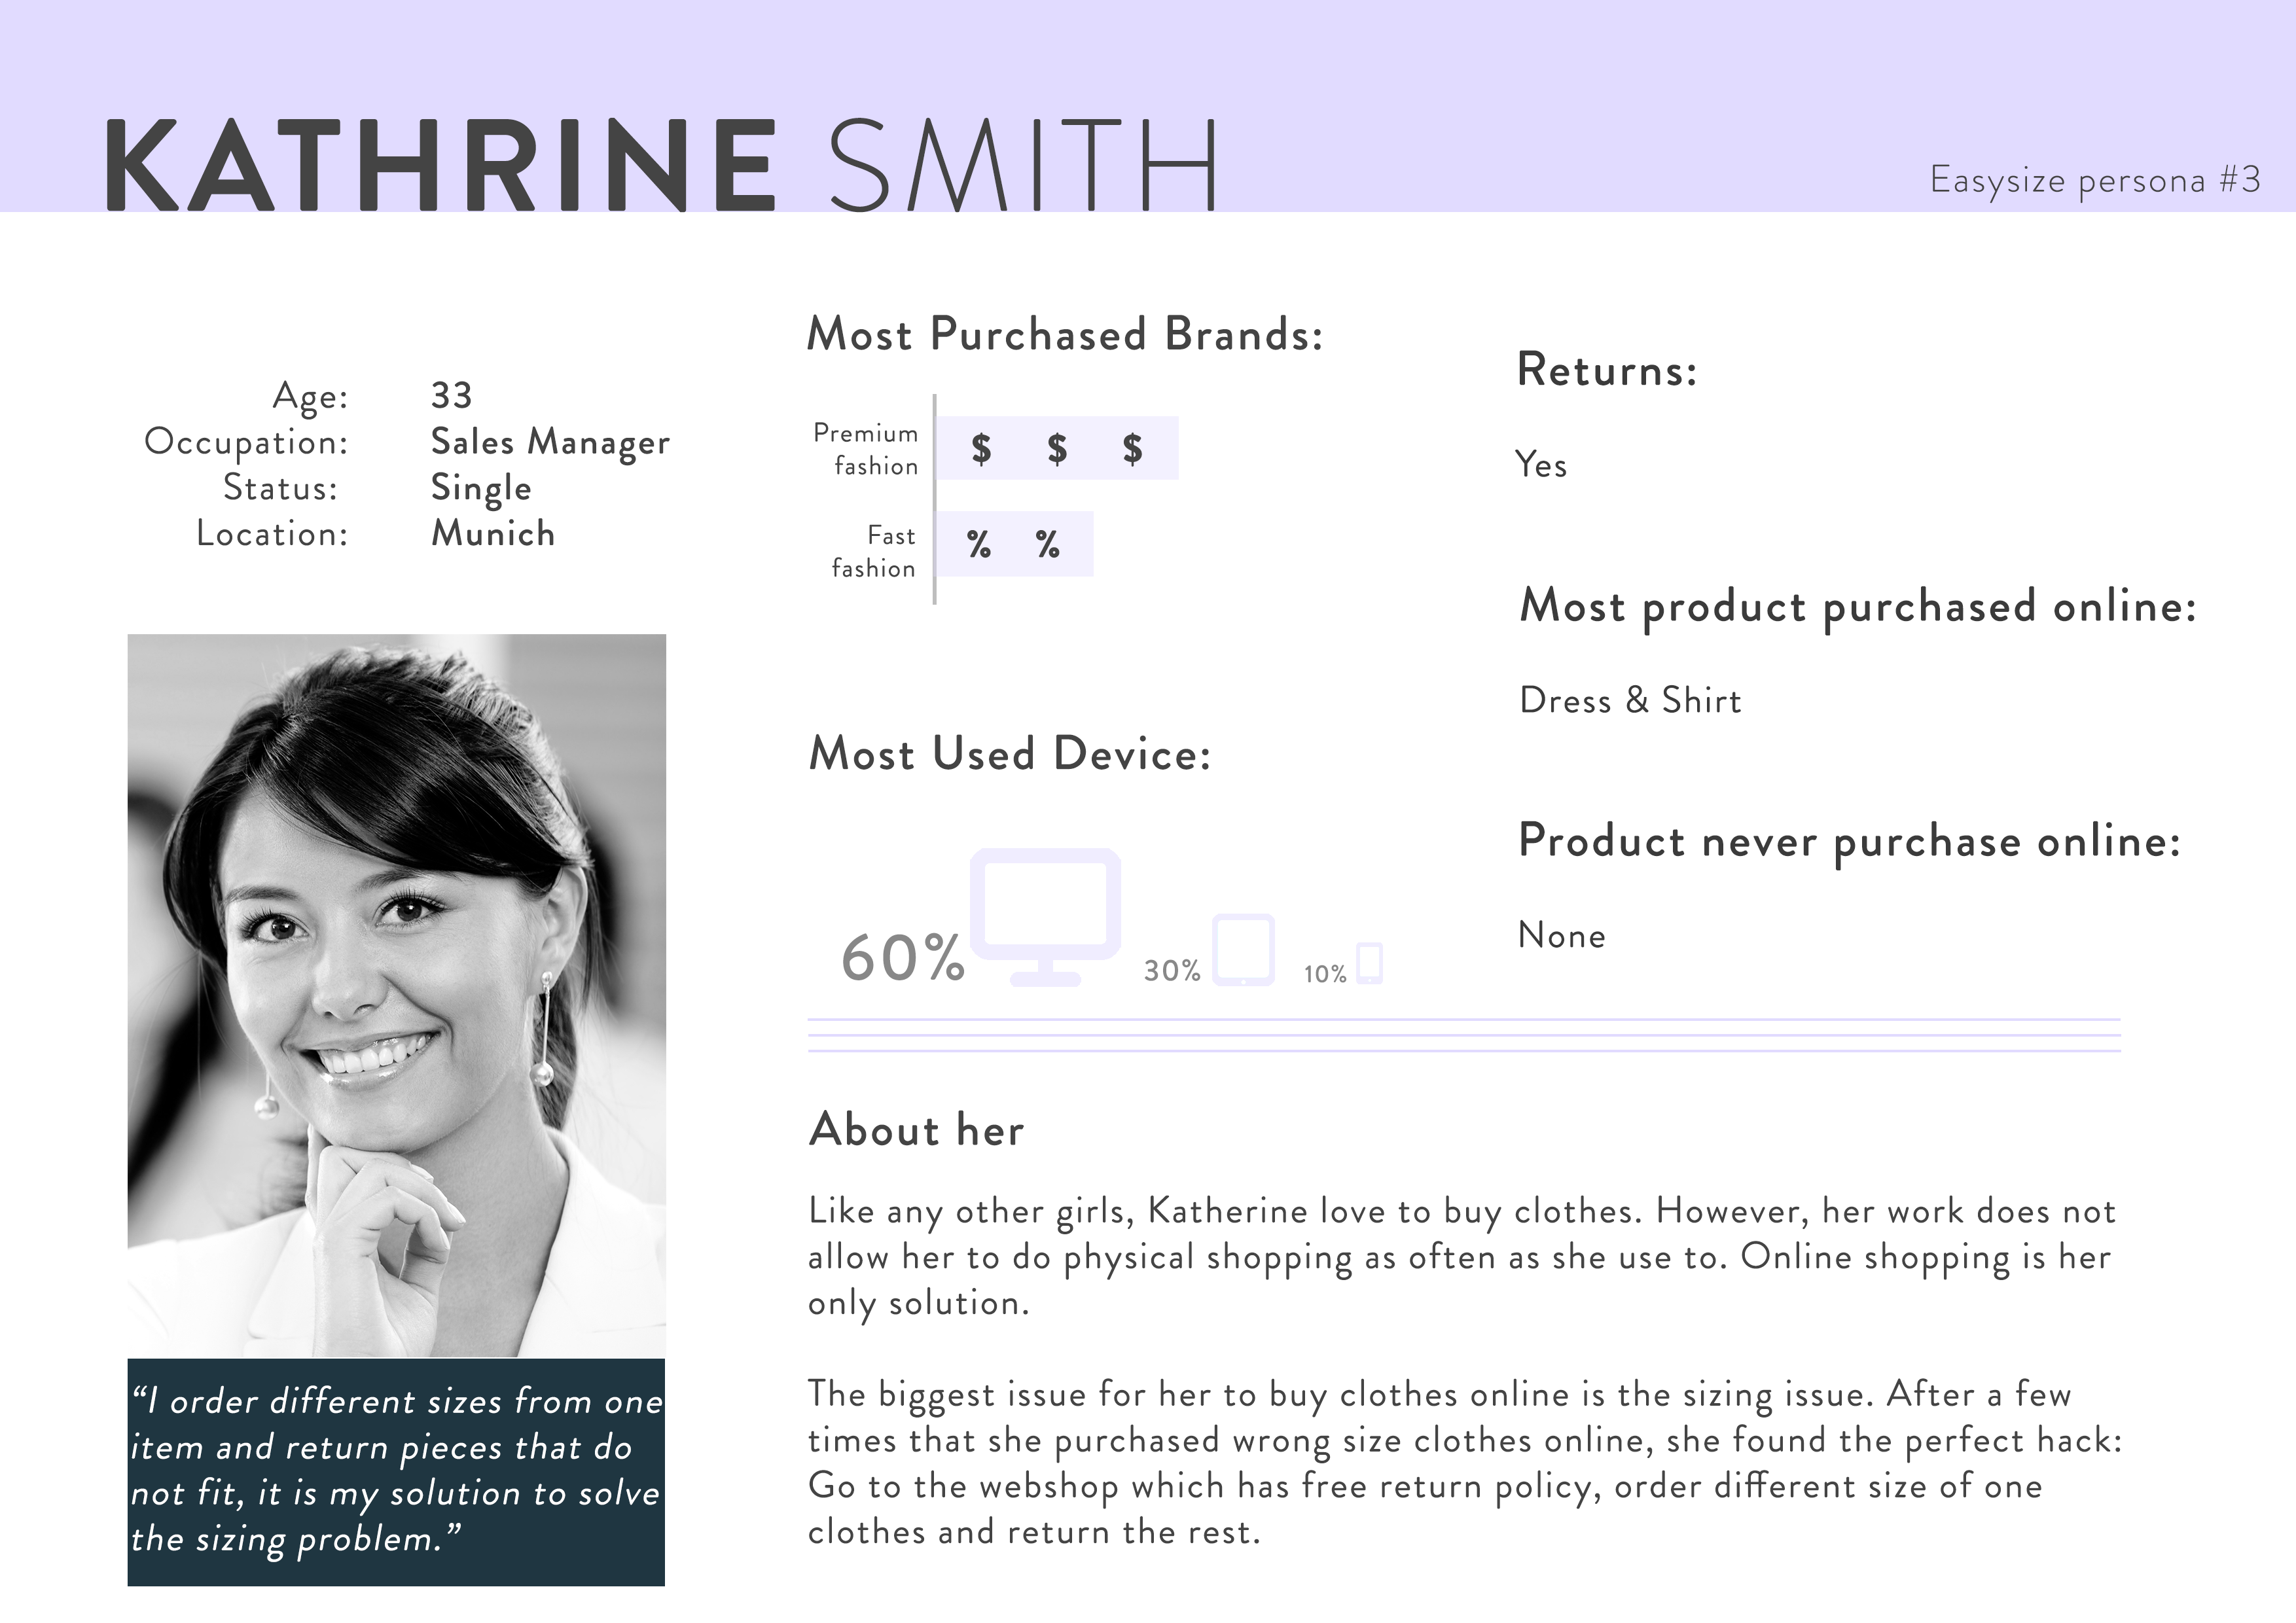 KATHRINE SMITH
Easysize persona #3
Age: 33
Occupation: Sales Manager
Status: Single
Location: Munich
“I order different sizes from one
item and return pieces that do
not fit, it is my solution to solve
the sizing problem.”
Most Purchased Brands:
Premium
fashion
$ $ $
Fast
fashion
% %
Most Used Device:
60%
30%
10%
Returns:
Yes
Most product purchased online:
Dress & Shirt
Product never purchase online:
None
About her
Like any other girls, Katherine love to buy clothes. However, her work does not
allow her to do physical shopping as often as she use to. Online shopping is her
only solution.
The biggest issue for her to buy clothes online is the sizing issue. After a few
times that she purchased wrong size clothes online, she found the perfect hack:
Go to the webshop which has free return policy, order different size of one
clothes and return the rest.